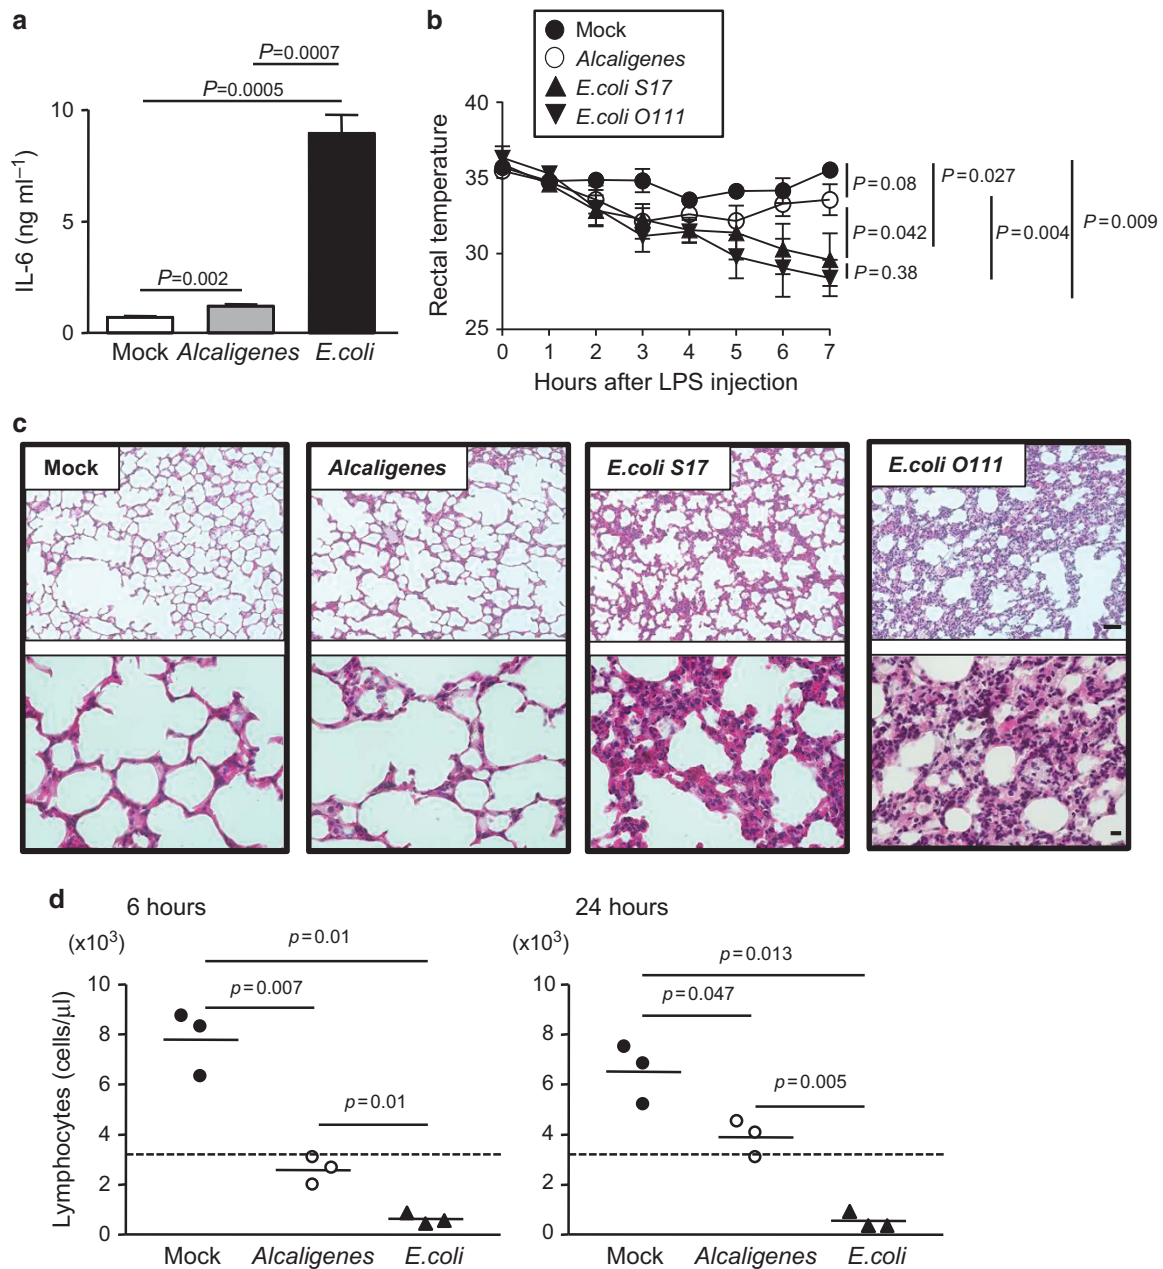 a
P=0.0007
P=0.0005
P=0.002
IL-6 (ng ml⁻¹)
10
5
0
Mock Alcaligenes E.coli
b
Mock
Alcaligenes
E.coli S17
E.coli O111
Rectal temperature
40
35
30
25
0 1 2 3 4 5 6 7
Hours after LPS injection
P=0.08
P=0.042
P=0.38
P=0.027
P=0.004
P=0.009
c
Mock
Alcaligenes
E.coli S17
E.coli O111
d
6 hours
(x10³)
Lymphocytes (cells/µl)
10
8
6
4
2
0
p=0.01
p=0.007
p=0.01
Mock Alcaligenes E.coli
24 hours
(x10³)
10
8
6
4
2
0
p=0.013
p=0.047
p=0.005
Mock Alcaligenes E.coli